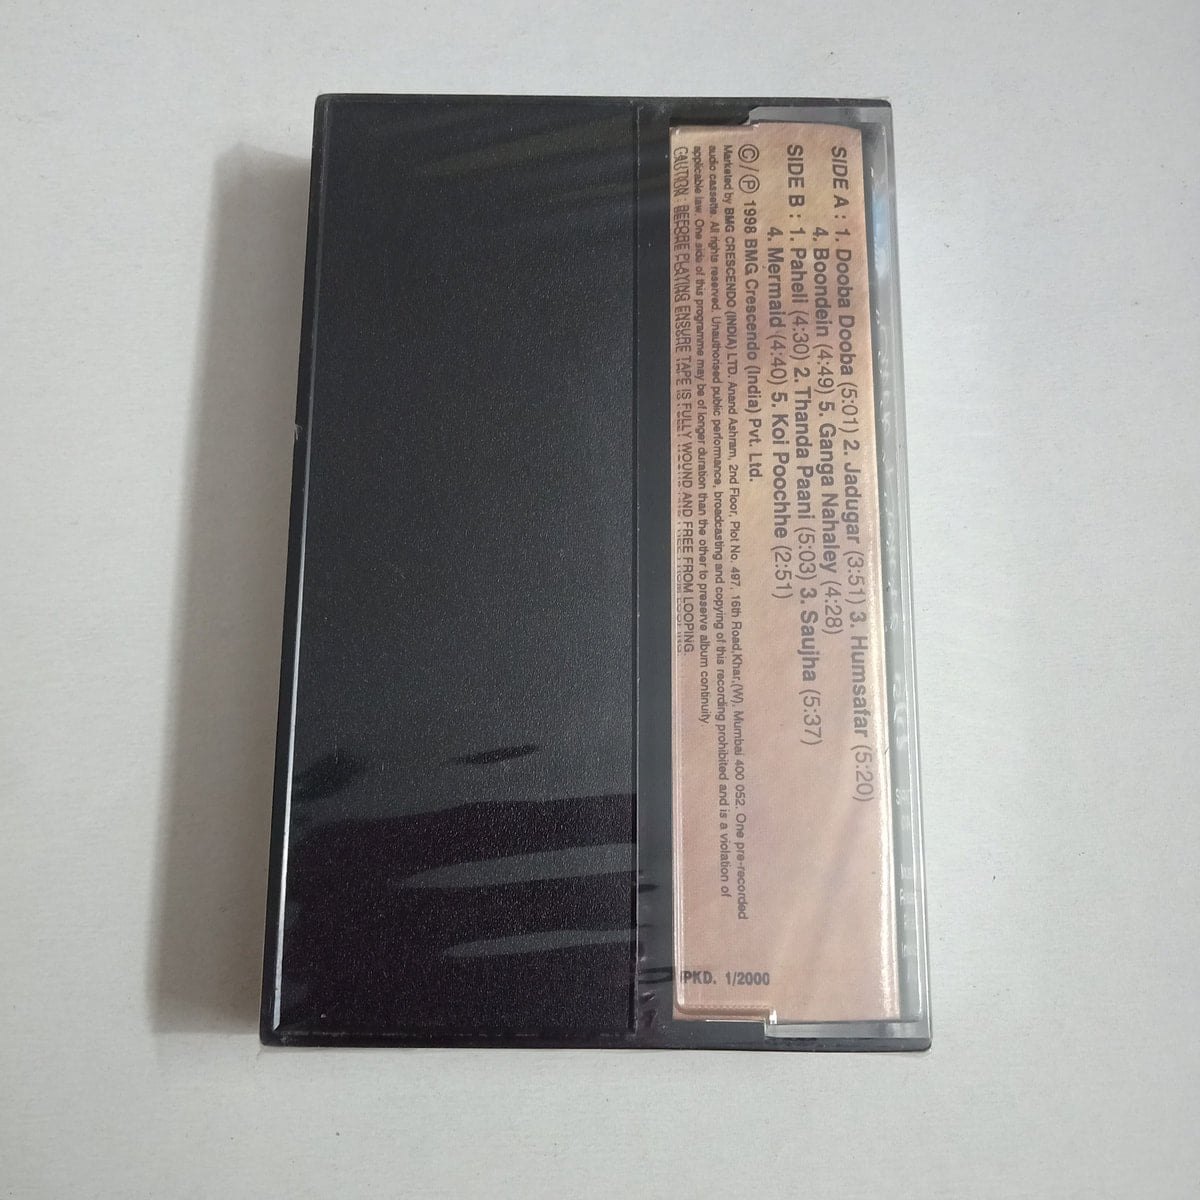 SIDE A : 1. Dooba Dooba (5:01) 2. Jadugar (3:51) 3. Humsafar (5:20)
4. Boondein (4:49) 5. Ganga Nahaley (4:28)
SIDE B : 1. Paheli (4:30) 2. Thanda Paani (5:03) 3. Saujha (5:37)
4. Mermaid (4:40) 5. Koi Poochhe (2:51)
©/℗ 1998 BMG Crescendo (India) Pvt. Ltd.
Marketed by BMG CRESCENDO (INDIA) LTD. Anand Ashram, 2nd Floor, Plot No. 497, 16th Road, Khar,(W), Mumbai 400 052. One pre-recorded
audio cassette. All rights reserved. Unauthorised public performance, broadcasting and copying of this recording prohibited and is a violation of
applicable law. One side of this programme may be of longer duration than the other to preserve album continuity.
CAUTION : BEFORE PLAYING ENSURE TAPE IS FULLY WOUND AND FREE FROM LOOPING.
PKD. 1/2000